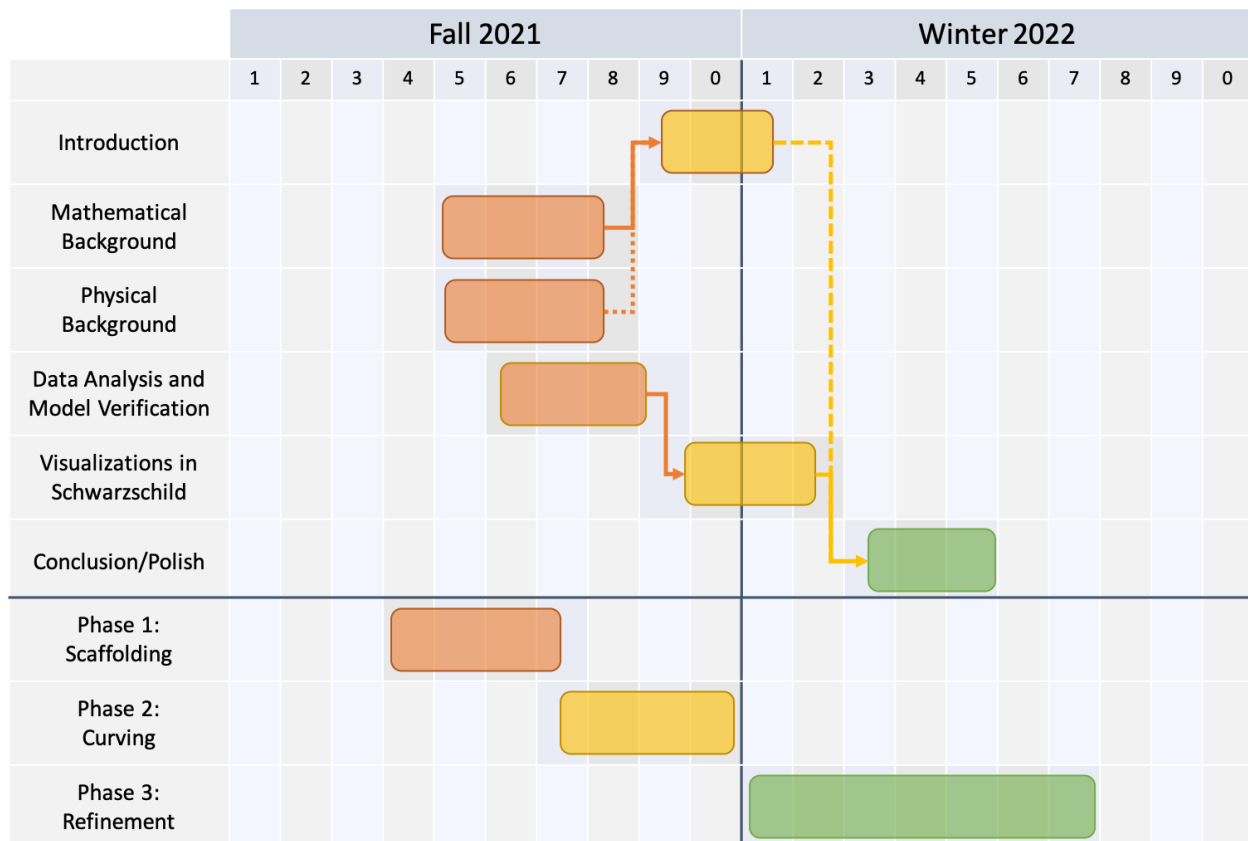 Fall 2021 Winter 2022
1 2 3 4 5 6 7 8 9 0 1 2 3 4 5 6 7 8 9 0
Introduction
Mathematical
Background
Physical
Background
Data Analysis and
Model Verification
Visualizations in
Schwarzschild
Conclusion/Polish
Phase 1:
Scaffolding
Phase 2:
Curving
Phase 3:
Refinement